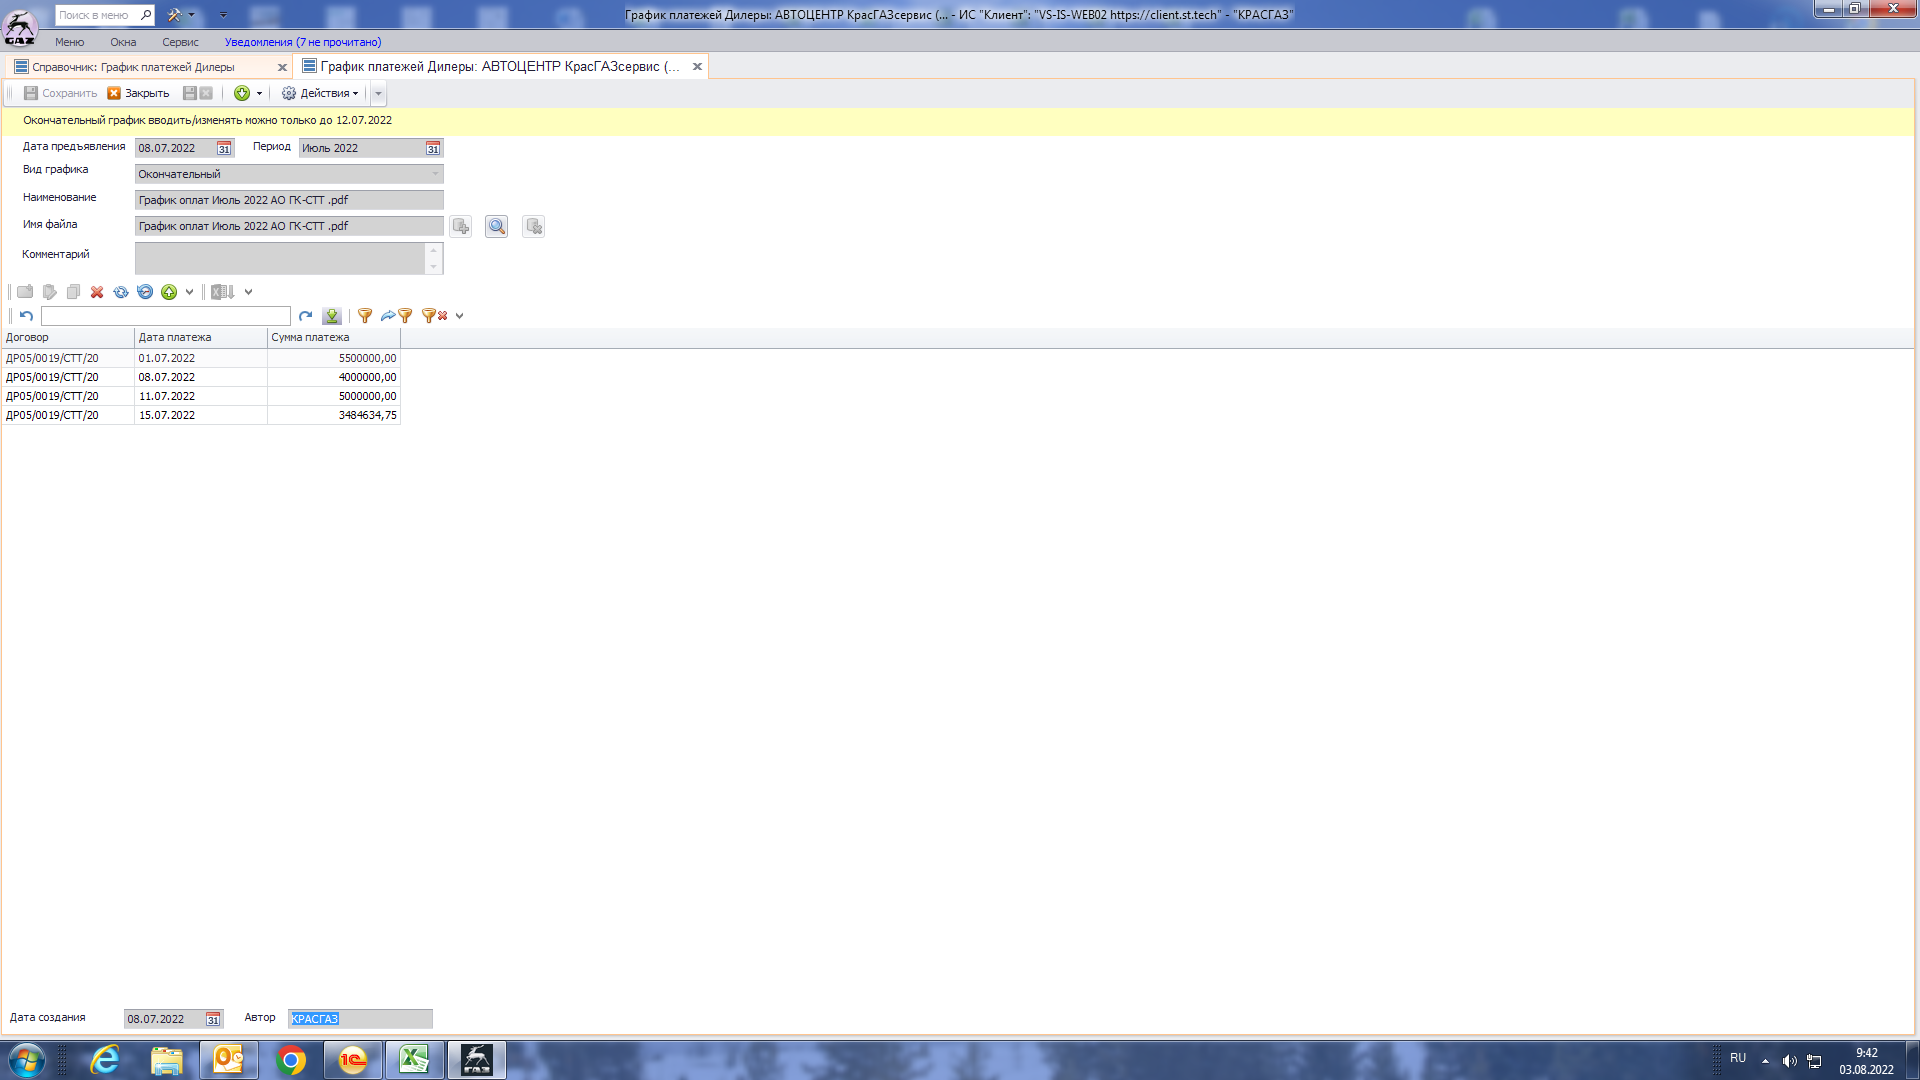 График платежей Дилеры: АВТОЦЕНТР КрасГАЗсервис (... - ИС "Клиент": "VS-IS-WEB02 https://client.st.tech" - "КРАСГАЗ"
Поиск в меню
GAZ
Меню Окна Сервис Уведомления (7 не прочитано)
Справочник: График платежей Дилеры
График платежей Дилеры: АВТОЦЕНТР КрасГАЗсервис (...
Сохранить Закрыть Действия
Окончательный график вводить/изменять можно только до 12.07.2022
Дата предъявления 08.07.2022 31 Период Июль 2022 31
Вид графика Окончательный
Наименование График оплат Июль 2022 АО ГК-СТТ .pdf
Имя файла График оплат Июль 2022 АО ГК-СТТ .pdf
Комментарий
Договор Дата платежа Сумма платежа
ДР05/0019/СТТ/20 01.07.2022 5500000,00
ДР05/0019/СТТ/20 08.07.2022 4000000,00
ДР05/0019/СТТ/20 11.07.2022 5000000,00
ДР05/0019/СТТ/20 15.07.2022 3484634,75
Дата создания 08.07.2022 31 Автор КРАСГАЗ
GAZ
RU
9:42
03.08.2022